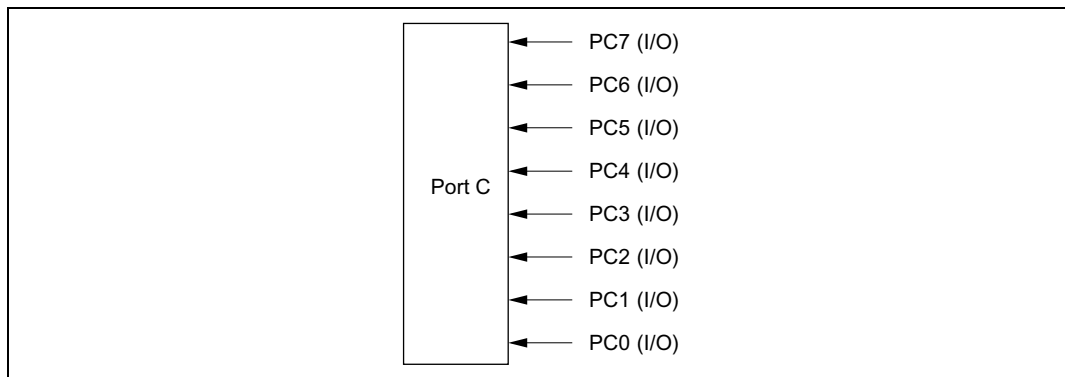 PC7 (I/O)
PC6 (I/O)
PC5 (I/O)
PC4 (I/O)
Port C
PC3 (I/O)
PC2 (I/O)
PC1 (I/O)
PC0 (I/O)